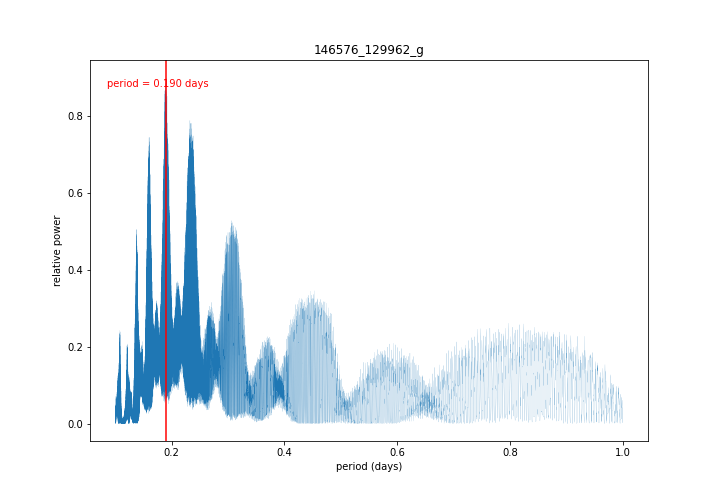 146576_129962_g
period = 0.190 days
0.8
0.6
0.4
0.2
0.0
relative power
0.2 0.4 0.6 0.8 1.0
period (days)